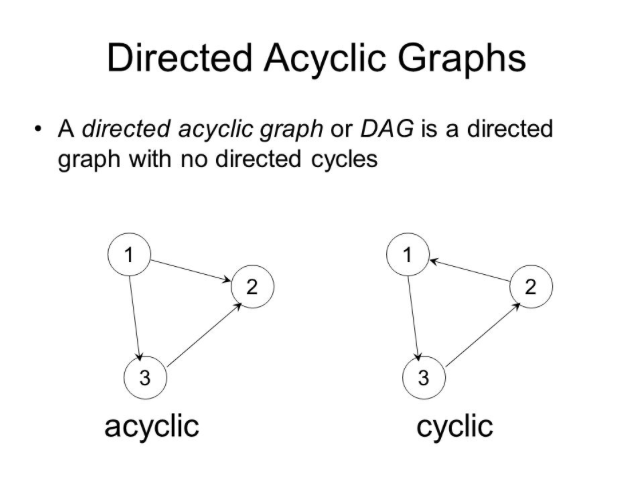 Directed Acyclic Graphs
• A directed acyclic graph or DAG is a directed
graph with no directed cycles
1
2
3
acyclic
1
2
3
cyclic